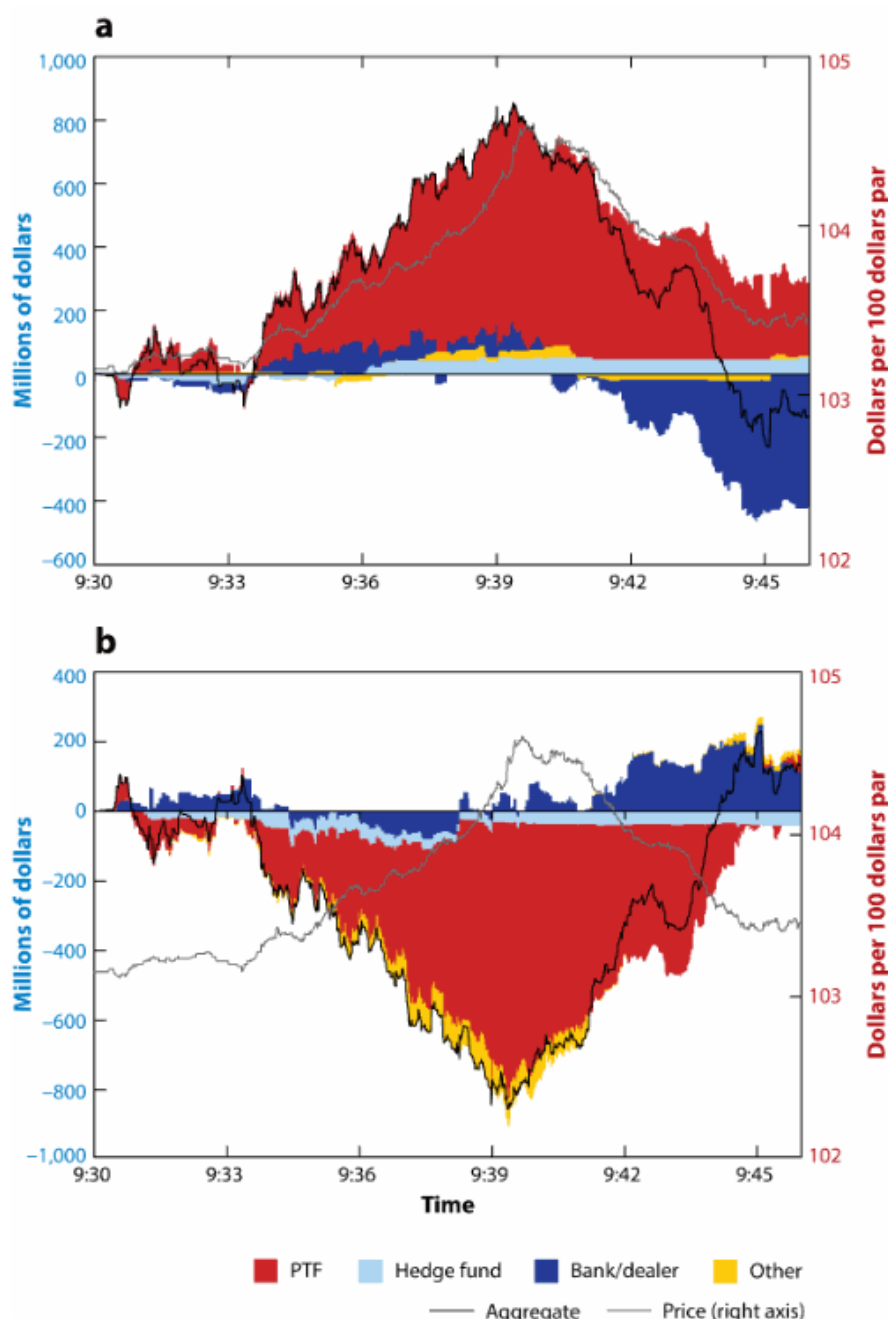 a
1,000
800
600
400
200
0
−200
−400
−600
Millions of dollars
105
104
103
102
Dollars per 100 dollars par
9:30 9:33 9:36 9:39 9:42 9:45
b
400
200
0
−200
−400
−600
−800
−1,000
Millions of dollars
105
104
103
102
Dollars per 100 dollars par
9:30 9:33 9:36 9:39 9:42 9:45
Time
PTF Hedge fund Bank/dealer Other
Aggregate Price (right axis)